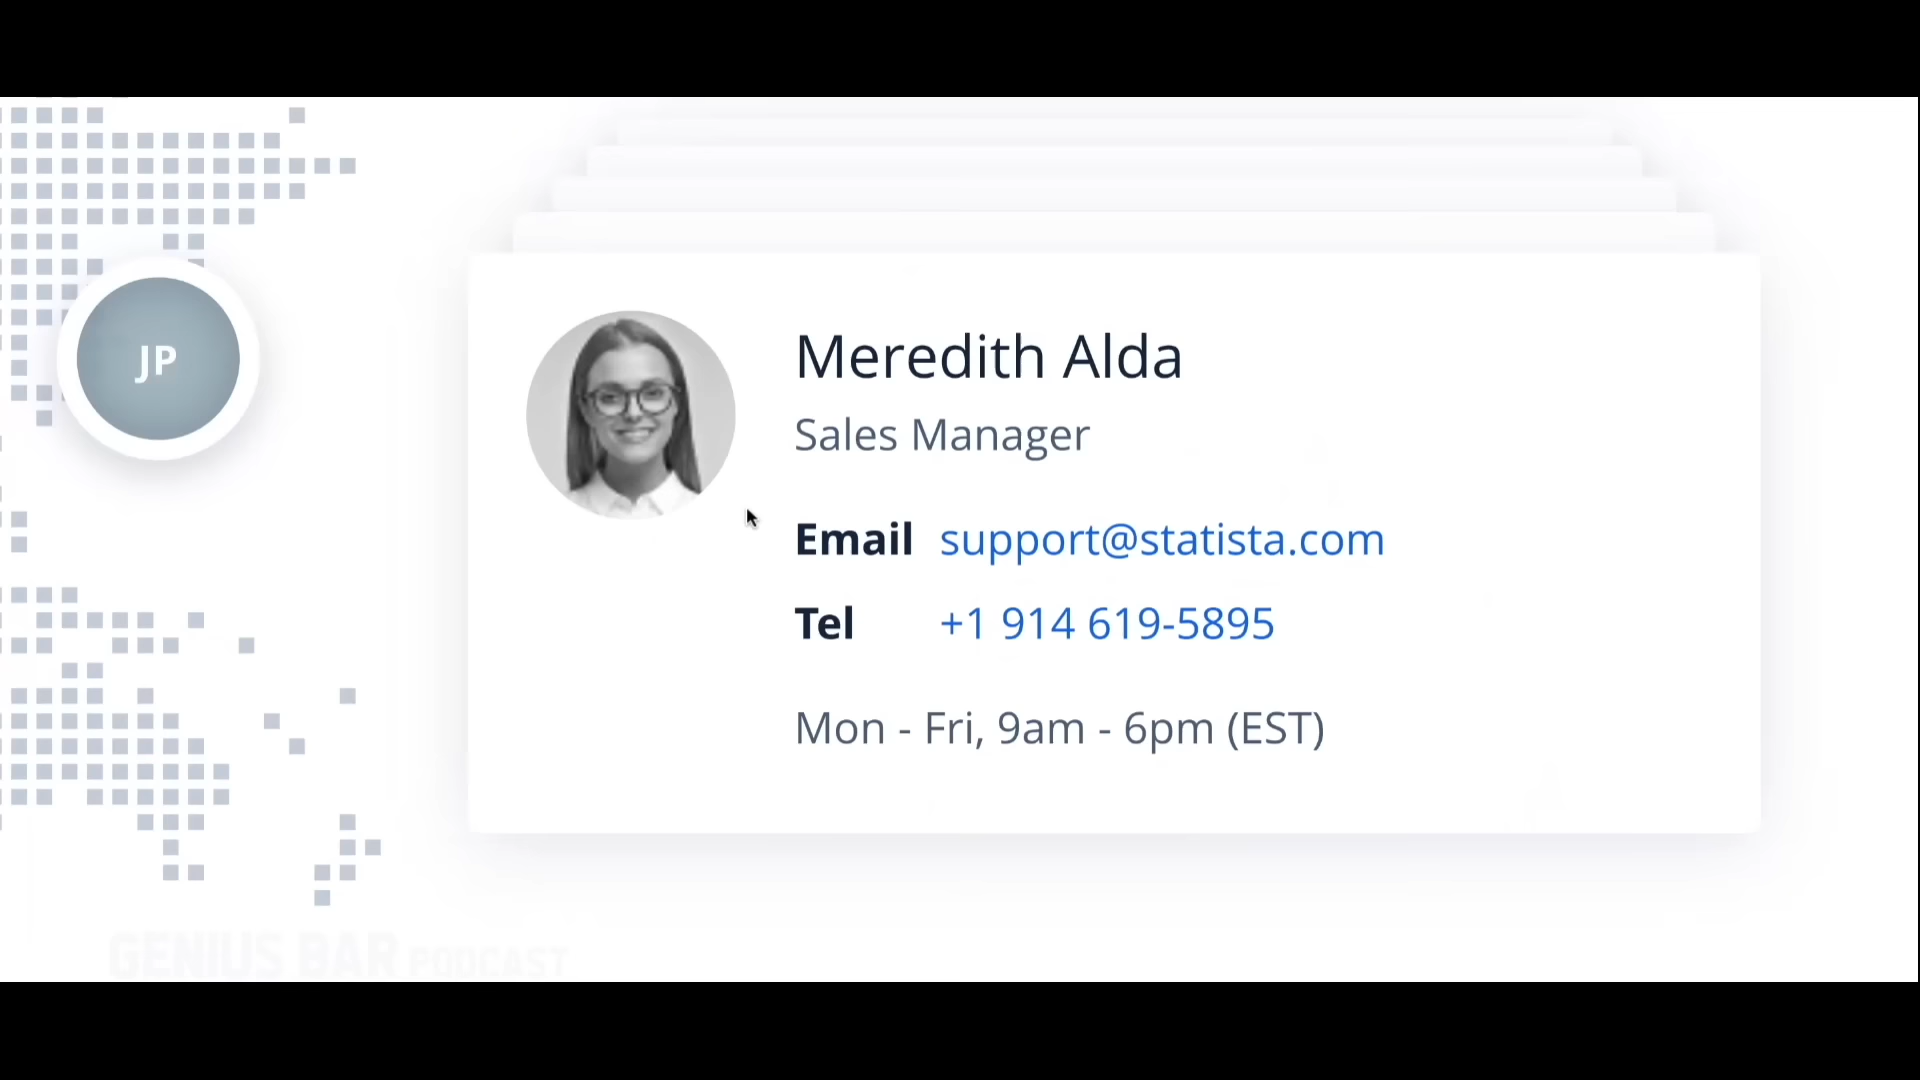 JP
Meredith Alda
Sales Manager
Email support@statista.com
Tel +1 914 619-5895
Mon - Fri, 9am - 6pm (EST)
GENIUS BAR PODCAST